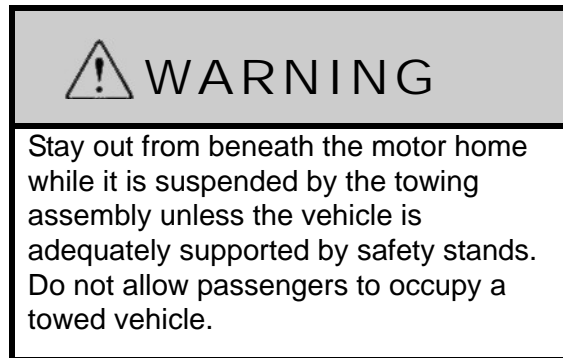 WARNING
Stay out from beneath the motor home
while it is suspended by the towing
assembly unless the vehicle is
adequately supported by safety stands.
Do not allow passengers to occupy a
towed vehicle.